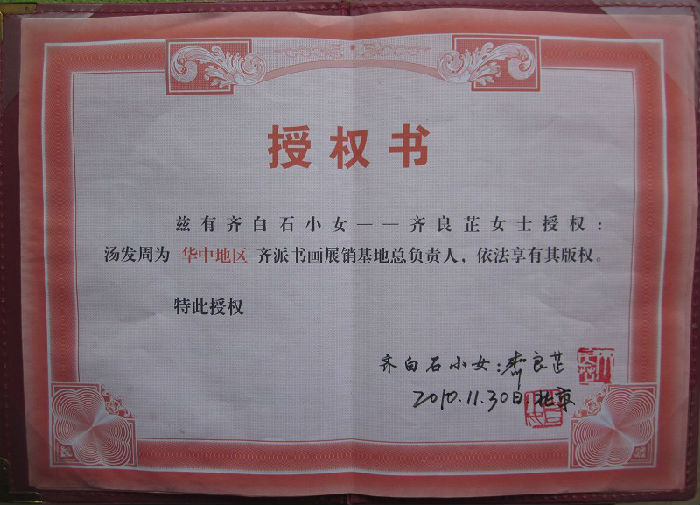 授权书
兹有齐白石小女——齐良芷女士授权：
汤发周为 华中地区 齐派书画展销基地总负责人，依法享有其版权。
特此授权
齐白石小女：齐良芷
2010.11.30日：北京